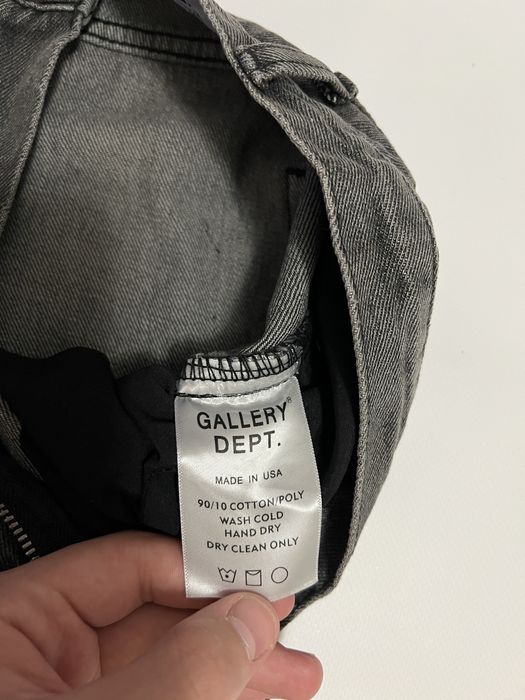 GALLERY®
DEPT.
MADE IN USA
90/10 COTTON/POLY
WASH COLD
HAND DRY
DRY CLEAN ONLY